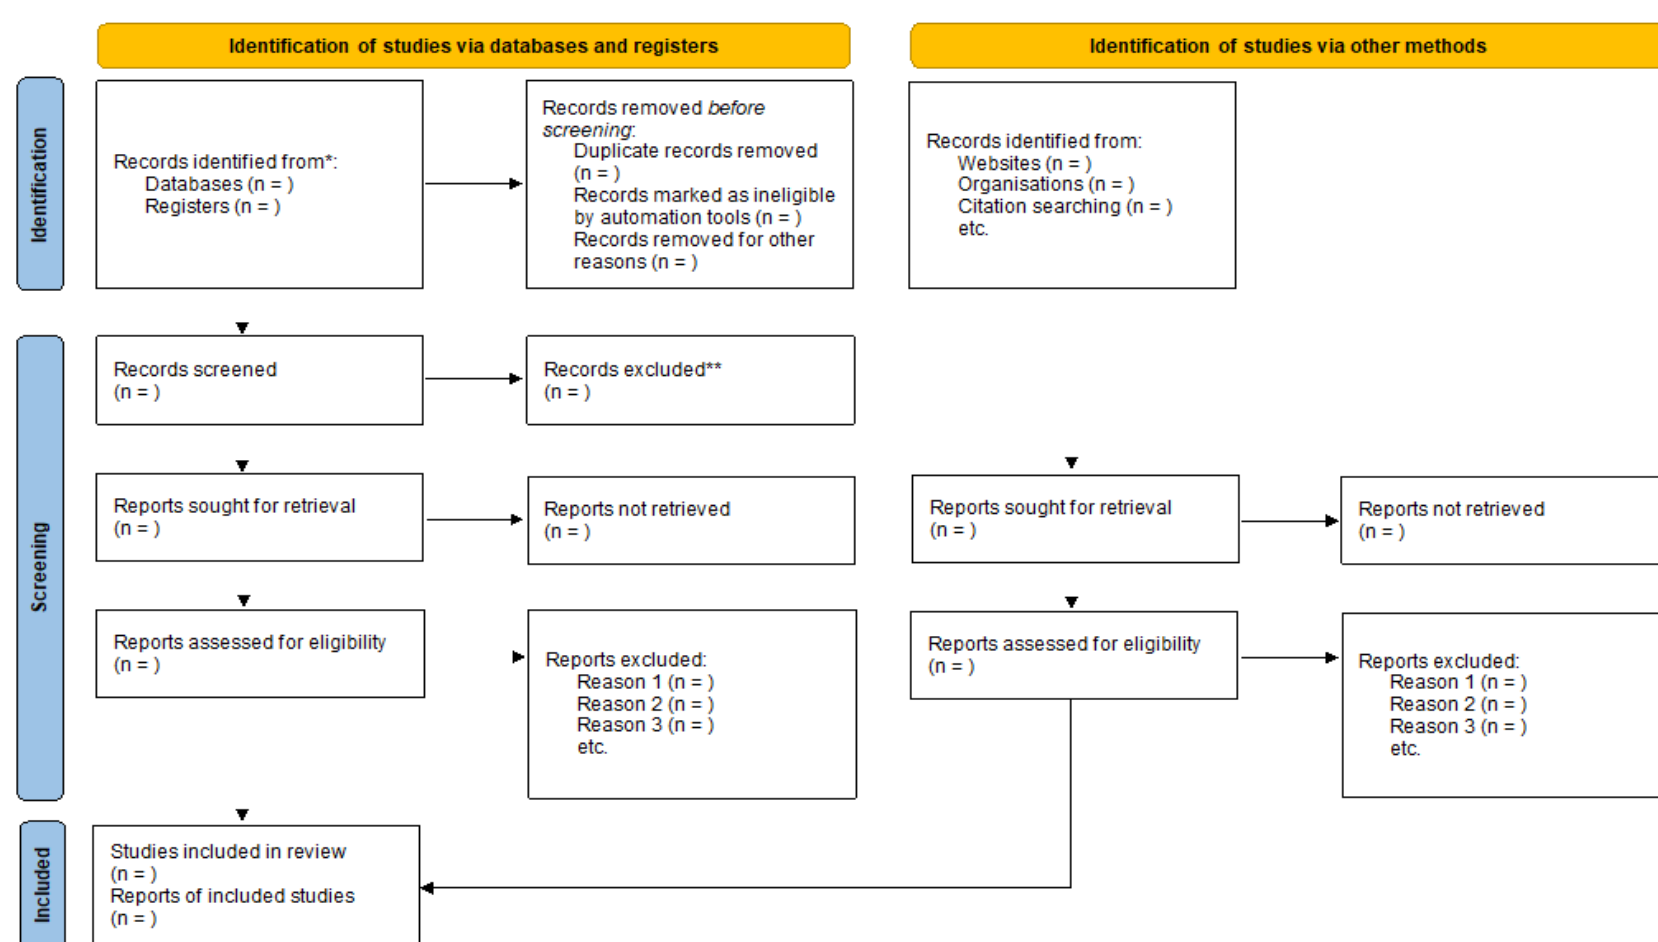 Identification of studies via databases and registers
Identification of studies via other methods
Identification
Records identified from*:
Databases (n = )
Registers (n = )
Records removed before
screening:
Duplicate records removed
(n = )
Records marked as ineligible
by automation tools (n = )
Records removed for other
reasons (n = )
Records identified from:
Websites (n = )
Organisations (n = )
Citation searching (n = )
etc.
Screening
Records screened
(n = )
Records excluded**
(n = )
Reports sought for retrieval
(n = )
Reports not retrieved
(n = )
Reports sought for retrieval
(n = )
Reports not retrieved
(n = )
Reports assessed for eligibility
(n = )
Reports excluded:
Reason 1 (n = )
Reason 2 (n = )
Reason 3 (n = )
etc.
Reports assessed for eligibility
(n = )
Reports excluded:
Reason 1 (n = )
Reason 2 (n = )
Reason 3 (n = )
etc.
Included
Studies included in review
(n = )
Reports of included studies
(n = )